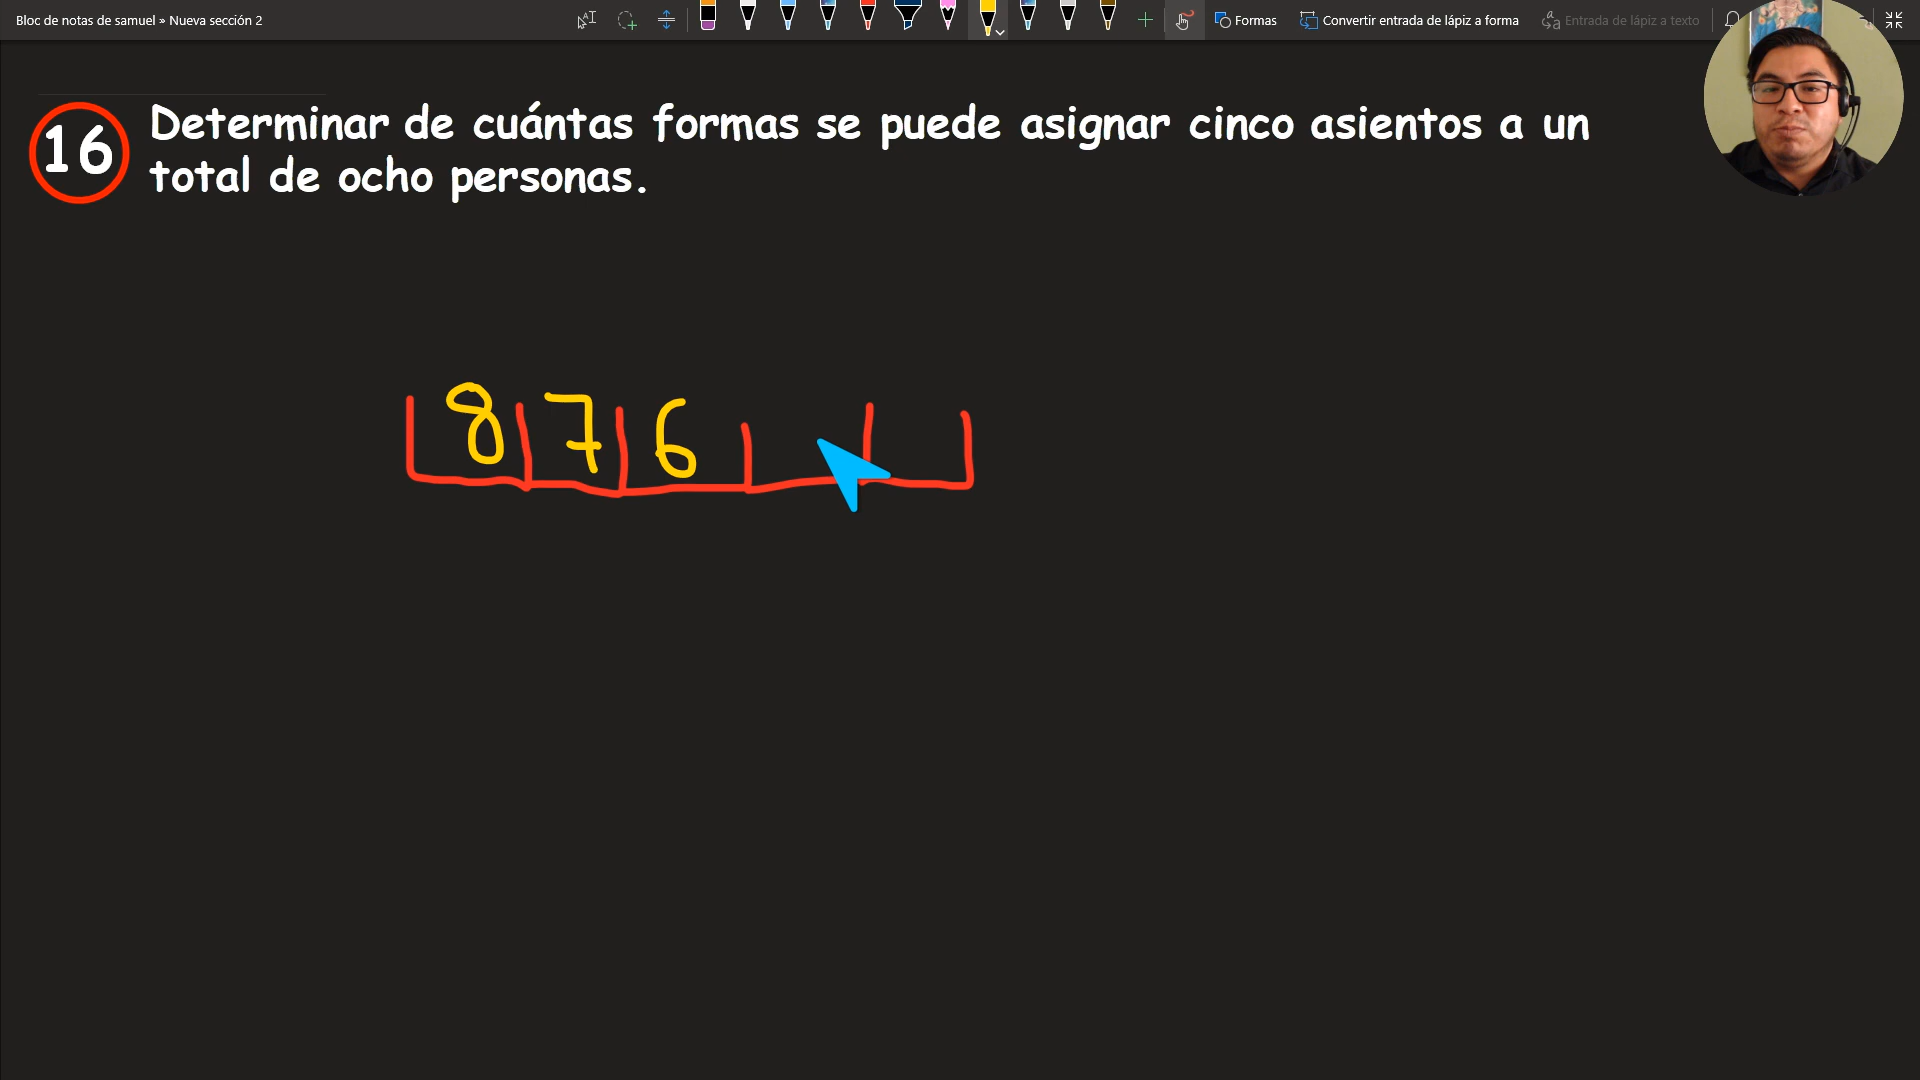 Bloc de notas de samuel » Nueva sección 2
Formas
Convertir entrada de lápiz a forma
Entrada de lápiz a texto
16 Determinar de cuántas formas se puede asignar cinco asientos a un
total de ocho personas.
8 7 6